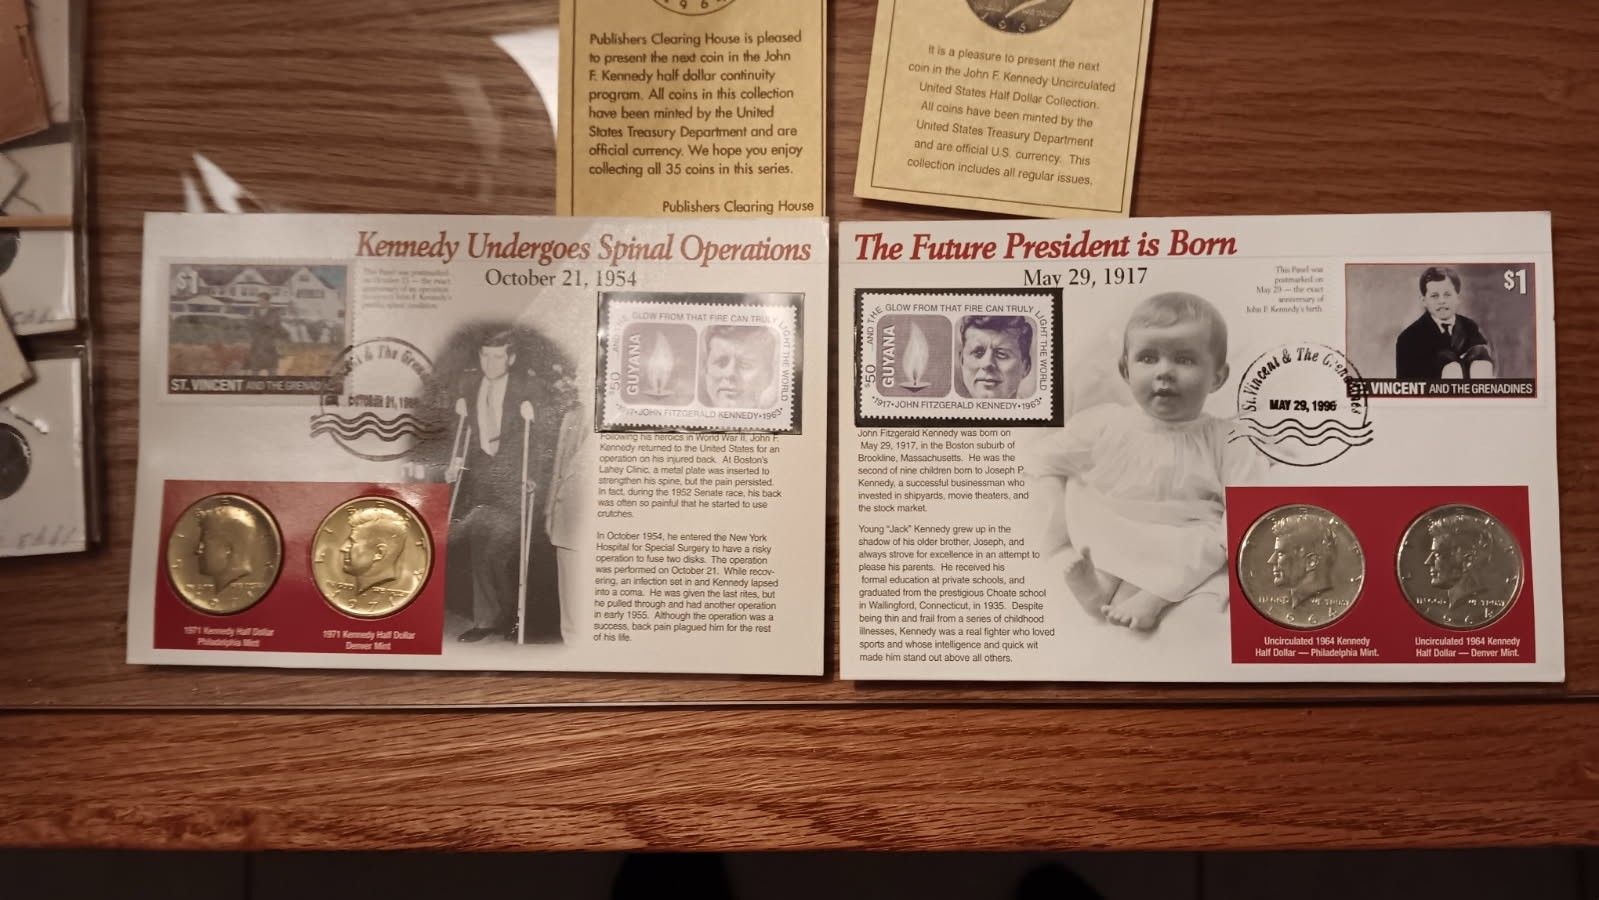 Publishers Clearing House is pleased
to present the next coin in the John
F. Kennedy half dollar continuity
program. All coins in this collection
have been minted by the United
States Treasury Department and are
official currency. We hope you enjoy
collecting all 35 coins in this series.
Publishers Clearing House
It is a pleasure to present the next
coin in the John F. Kennedy Uncirculated
United States Half Dollar Collection.
All coins have been minted by the
United States Treasury Department
and are official U.S. currency. This
collection includes all regular issues.
Kennedy Undergoes Spinal Operations
October 21, 1954
$1
ST. VINCENT AND THE GRENAD
...AND THE GLOW FROM THAT FIRE CAN TRULY LIGHT THE WORLD
$50 GUYANA
1917•JOHN FITZGERALD KENNEDY•1963
Following his heroics in World War II, John F.
Kennedy returned to the United States for an
operation on his injured back. At Boston's
Lahey Clinic, a metal plate was inserted to
strengthen his spine, but the pain persisted.
In fact, during the 1952 Senate race, his back
was often so painful that he started to use
crutches.
In October 1954, he entered the New York
Hospital for Special Surgery to have a risky
operation to fuse two disks. The operation
was performed on October 21. While recov-
ering, an infection set in and Kennedy lapsed
into a coma. He was given the last rites, but
he pulled through and had another operation
in early 1955. Although the operation was a
success, back pain plagued him for the rest
of his life.
1971 Kennedy Half Dollar
Philadelphia Mint
1971 Kennedy Half Dollar
Denver Mint
The Future President is Born
May 29, 1917
...AND THE GLOW FROM THAT FIRE CAN TRULY LIGHT THE WORLD
$50 GUYANA
•1917•JOHN FITZGERALD KENNEDY•1963•
This Panel was
postmarked on
May 29 — the exact
anniversary of
John F. Kennedy's birth.
$1
ST. VINCENT AND THE GRENADINES
St. Vincent & The Grenadines
MAY 29, 1996
John Fitzgerald Kennedy was born on
May 29, 1917, in the Boston suburb of
Brookline, Massachusetts. He was the
second of nine children born to Joseph P.
Kennedy, a successful businessman who
invested in shipyards, movie theaters, and
the stock market.
Young "Jack" Kennedy grew up in the
shadow of his older brother, Joseph, and
always strove for excellence in an attempt to
please his parents. He received his
formal education at private schools, and
graduated from the prestigious Choate school
in Wallingford, Connecticut, in 1935. Despite
being thin and frail from a series of childhood
illnesses, Kennedy was a real fighter who loved
sports and whose intelligence and quick wit
made him stand out above all others.
Uncirculated 1964 Kennedy
Half Dollar — Philadelphia Mint.
Uncirculated 1964 Kennedy
Half Dollar — Denver Mint.